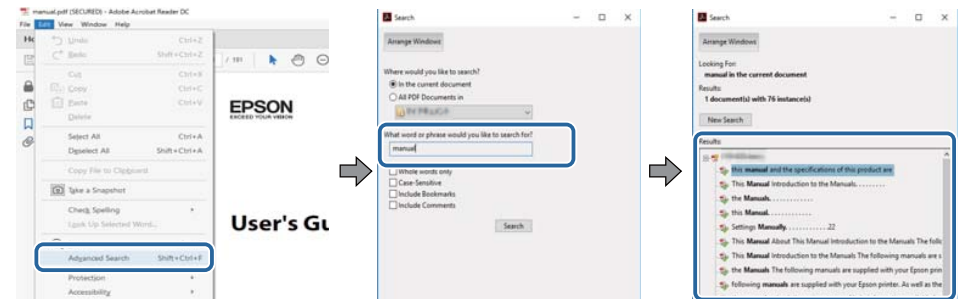 manual.pdf (SECURED) - Adobe Acrobat Reader DC
File Edit View Window Help
Undo Ctrl+Z
Redo Shift+Ctrl+Z
Cut Ctrl+X
Copy Ctrl+C
Paste Ctrl+V
Delete
Select All Ctrl+A
Deselect All Shift+Ctrl+A
Copy File to Clipboard
Take a Snapshot
Check Spelling
Look Up Selected Word...
Advanced Search Shift+Ctrl+F
Protection
Accessibility
/ 191
EPSON
EXCEED YOUR VISION
User's Gu
Search
Arrange Windows
Where would you like to search?
In the current document
All PDF Documents in
What word or phrase would you like to search for?
manual
Whole words only
Case-Sensitive
Include Bookmarks
Include Comments
Search
Search
Arrange Windows
Looking For:
manual in the current document
Results:
1 document(s) with 76 instance(s)
New Search
Results:
this manual and the specifications of this product are
This Manual Introduction to the Manuals.........
the Manuals.............
this Manual.............
Settings Manually............22
This Manual About This Manual Introduction to the Manuals The follo
This Manual Introduction to the Manuals The following manuals are s
the Manuals The following manuals are supplied with your Epson prin
following manuals are supplied with your Epson printer. As well as the